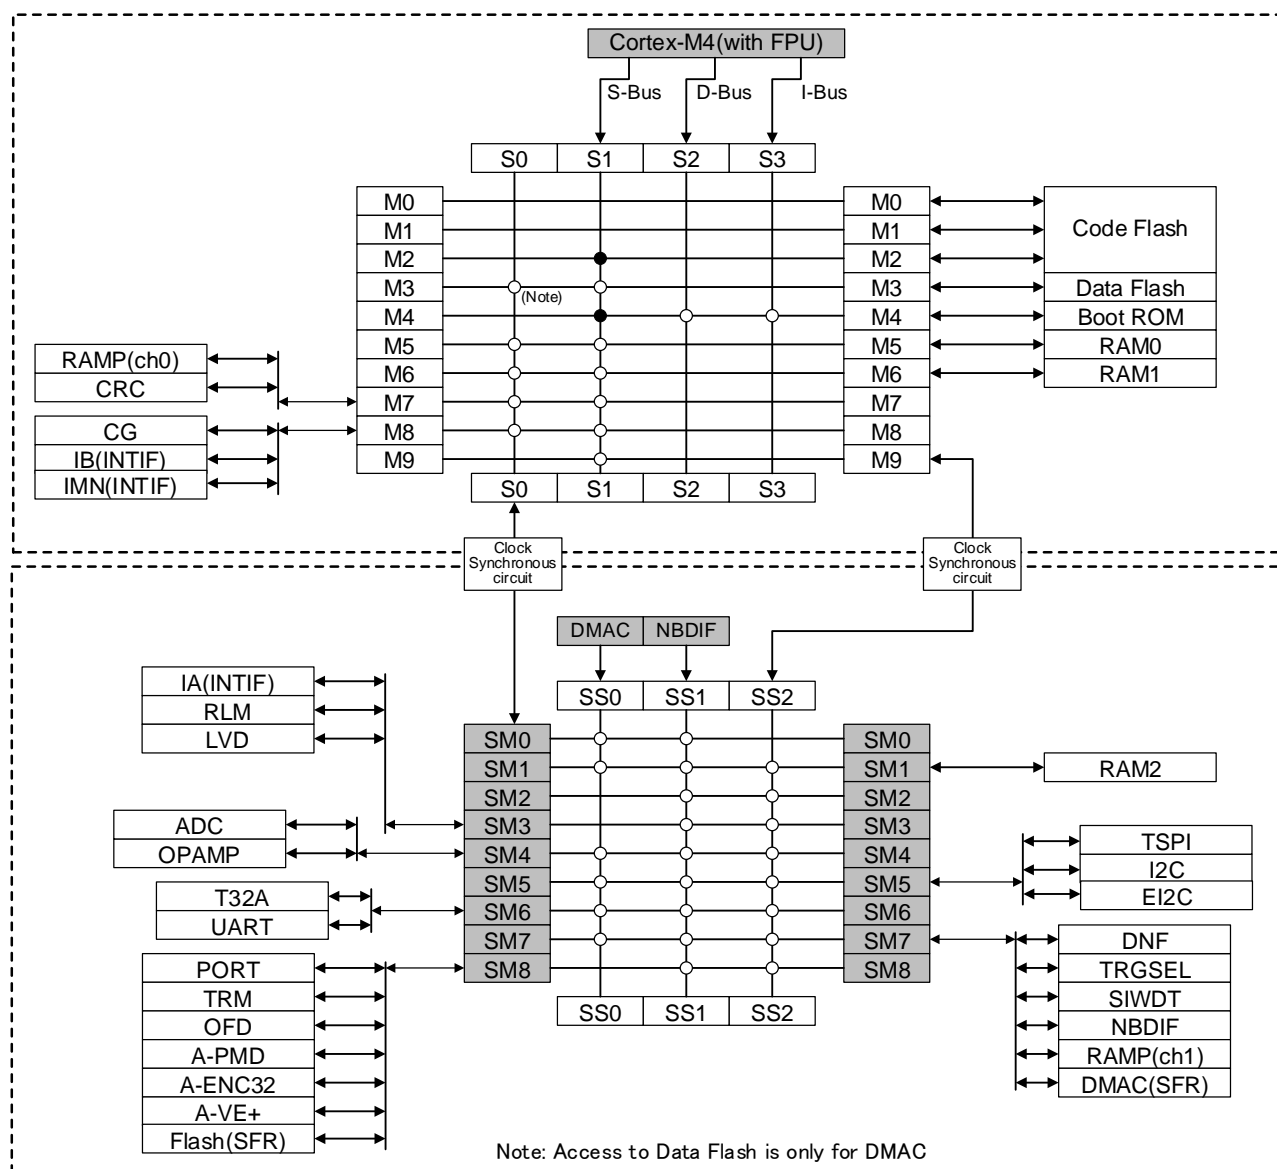 Cortex-M4(with FPU)
S-Bus
D-Bus
I-Bus
S0
S1
S2
S3
M0
M0
M1
M1
Code Flash
M2
M2
M3
(Note)
M3
Data Flash
M4
M4
Boot ROM
RAMP(ch0)
M5
M5
RAM0
CRC
M6
M6
RAM1
M7
M7
CG
M8
M8
IB(INTIF)
M9
M9
IMN(INTIF)
S0
S1
S2
S3
Clock
Synchronous
circuit
Clock
Synchronous
circuit
DMAC
NBDIF
IA(INTIF)
RLM
LVD
SS0
SS1
SS2
SM0
SM0
SM1
SM1
RAM2
SM2
SM2
SM3
SM3
ADC
OPAMP
SM4
SM4
TSPI
I2C
EI2C
SM5
SM5
T32A
UART
SM6
SM6
SM7
SM7
DNF
TRGSEL
SIWDT
NBDIF
RAMP(ch1)
DMAC(SFR)
SM8
SM8
PORT
TRM
OFD
A-PMD
A-ENC32
A-VE+
Flash(SFR)
SS0
SS1
SS2
Note: Access to Data Flash is only for DMAC